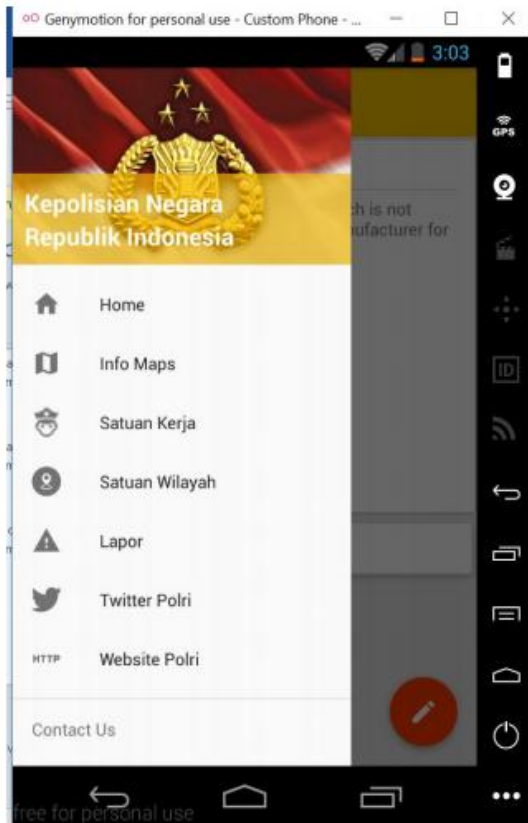 Genymotion for personal use - Custom Phone - ...
3:03
GPS
Kepolisian Negara
Republik Indonesia
ch is not
ufacturer for
Home
Info Maps
ID
Satuan Kerja
Satuan Wilayah
Lapor
Twitter Polri
HTTP Website Polri
Contact Us
free for personal use